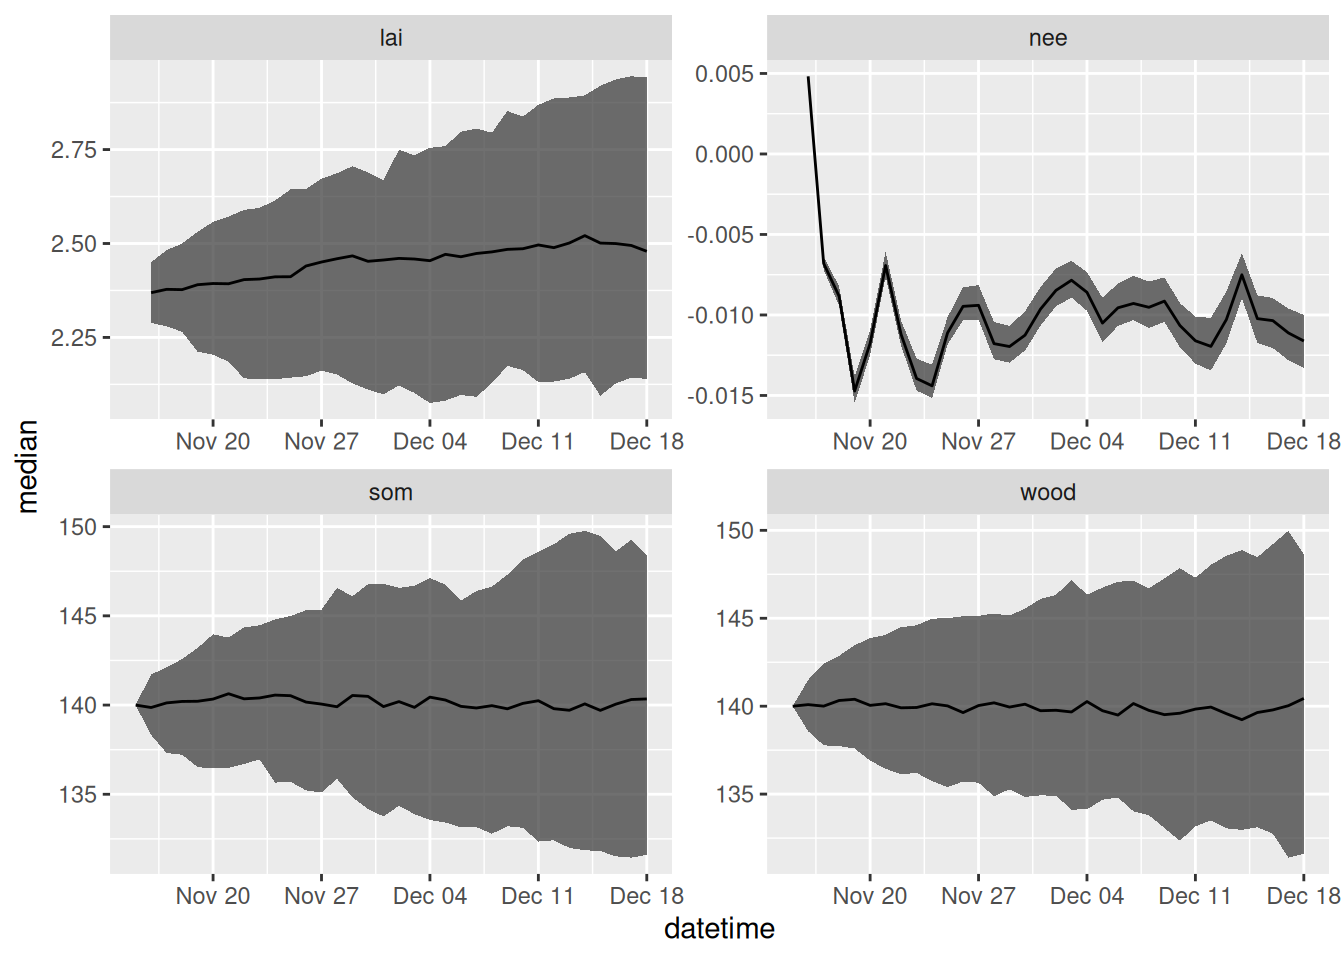 lai
nee
2.75
2.50
2.25
0.005
0.000
-0.005
-0.010
-0.015
Nov 20 Nov 27 Dec 04 Dec 11 Dec 18
Nov 20 Nov 27 Dec 04 Dec 11 Dec 18
median
som
wood
150
145
140
135
150
145
140
135
Nov 20 Nov 27 Dec 04 Dec 11 Dec 18
Nov 20 Nov 27 Dec 04 Dec 11 Dec 18
datetime